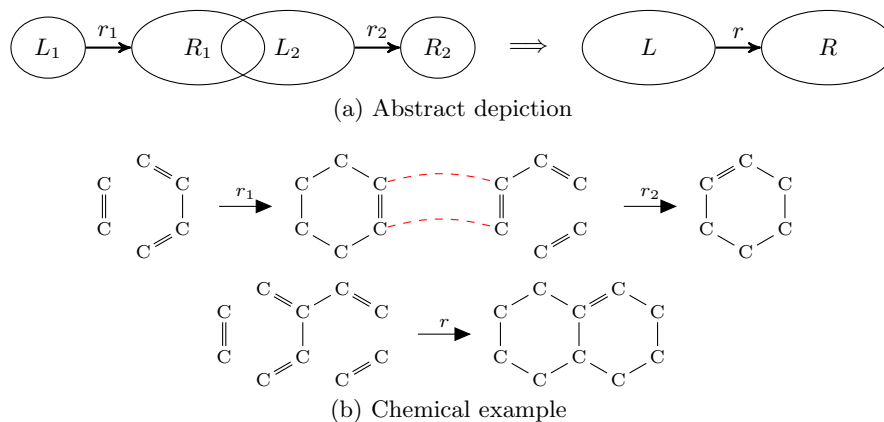 L₁ r₁ R₁ L₂ r₂ R₂ ⟹ L r R
(a) Abstract depiction
C C C C
C C C C C C C C
r₁ r₂
C C C C C C C C
C C C C
C C C C
C C C C C C
r
C C C C C C
C C C C
(b) Chemical example